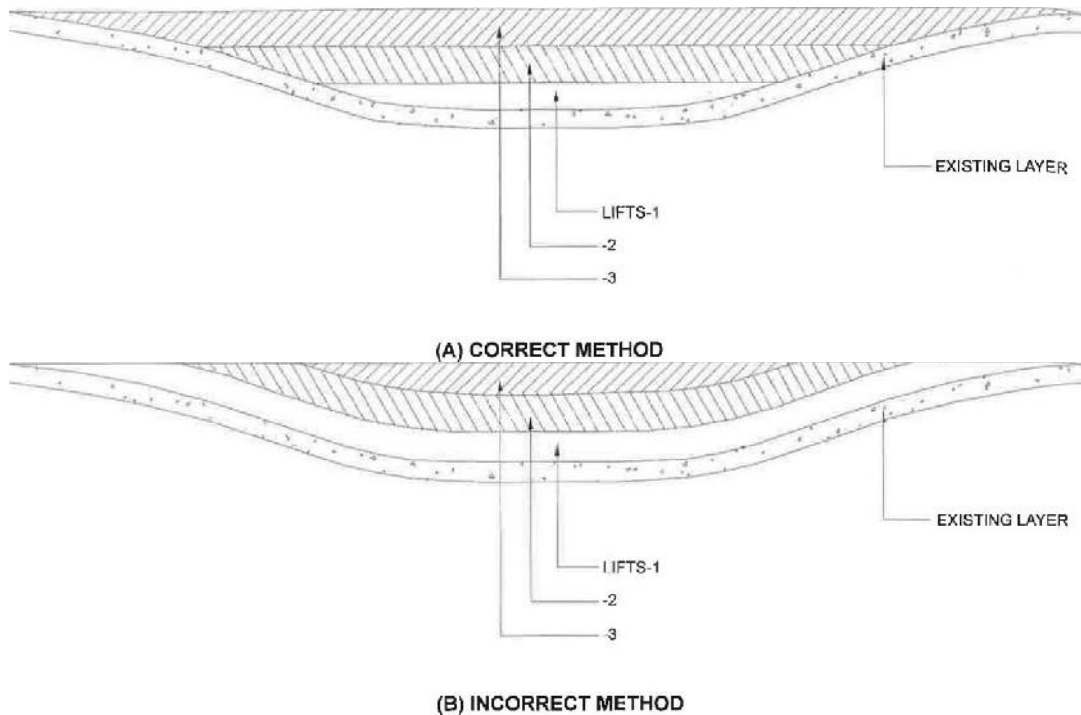 EXISTING LAYER
LIFTS-1
-2
-3
(A) CORRECT METHOD
EXISTING LAYER
LIFTS-1
-2
-3
(B) INCORRECT METHOD